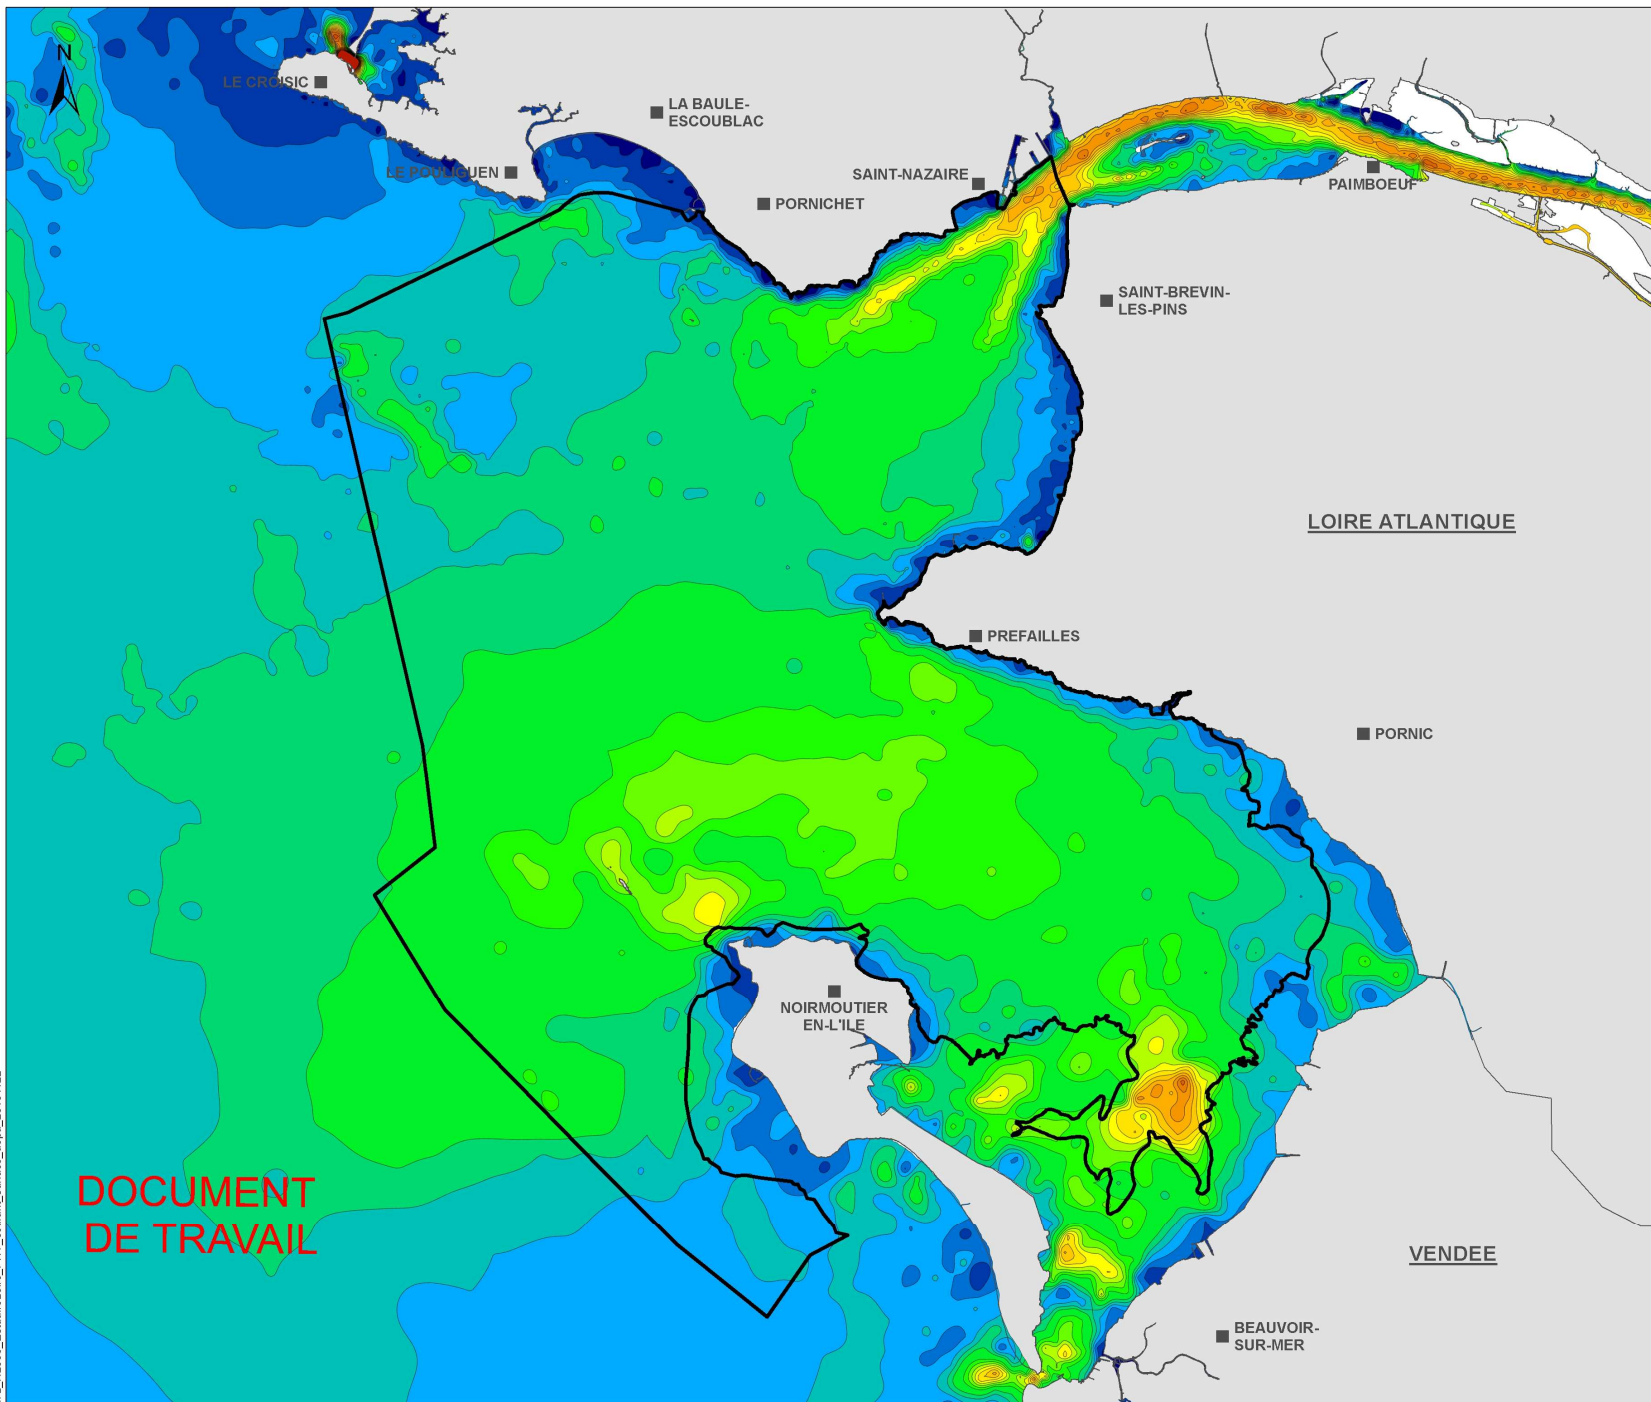 N
LE CROISIC
LA BAULE-
ESCOUBLAC
LE POULIGUEN
PORNICHET
SAINT-NAZAIRE
PAIMBOEUF
SAINT-BREVIN-
LES-PINS
LOIRE ATLANTIQUE
PREFAILLES
PORNIC
NOIRMOUTIER
EN-L'ILE
DOCUMENT
DE TRAVAIL
VENDEE
BEAUVOIR-
SUR-MER